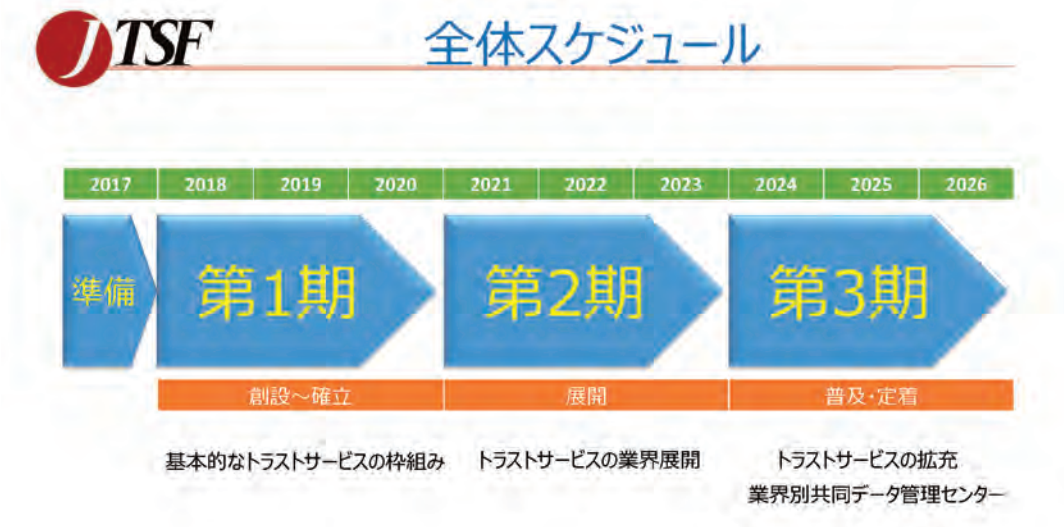 JTSF
全体スケジュール
2017 2018 2019 2020 2021 2022 2023 2024 2025 2026
準備 第1期 第2期 第3期
創設～確立 展開 普及・定着
基本的なトラストサービスの枠組み トラストサービスの業界展開 トラストサービスの拡充
業界別共同データ管理センター